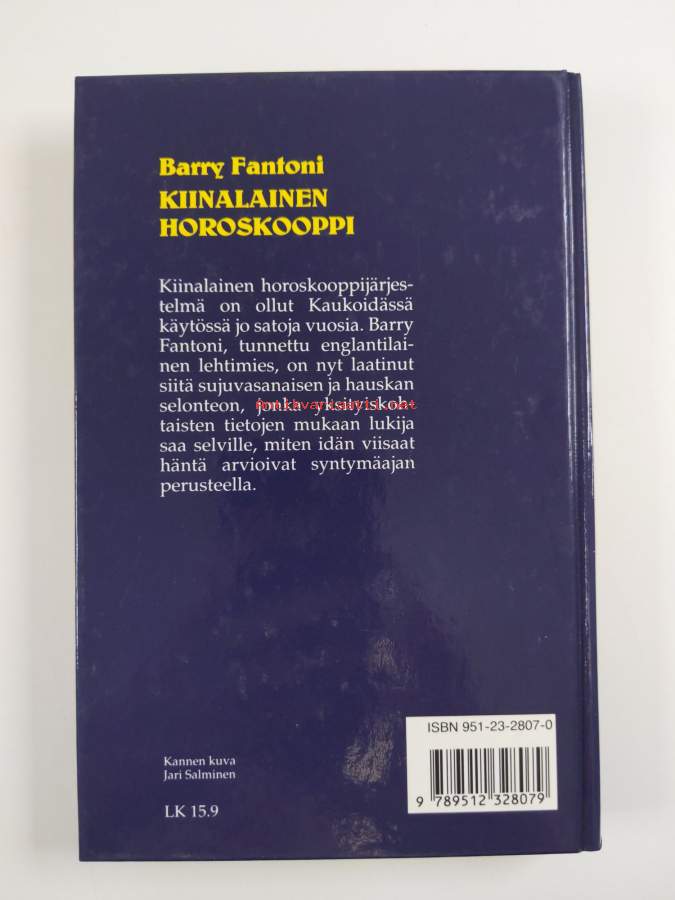 Barry Fantoni
KIINALAINEN
HOROSKOOPPI
Kiinalainen horoskooppijärjes-
telmä on ollut Kaukoidässä
käytössä jo satoja vuosia. Barry
Fantoni, tunnettu englantilai-
nen lehtimies, on nyt laatinut
siitä sujuvasanaisen ja hauskan
selonteon, jonka yksityiskoh-
taisten tietojen mukaan lukija
saa selville, miten idän viisaat
häntä arvioivat syntymäajan
perusteella.
ISBN 951-23-2807-0
9 789512 328079
Kannen kuva
Jari Salminen
LK 15.9